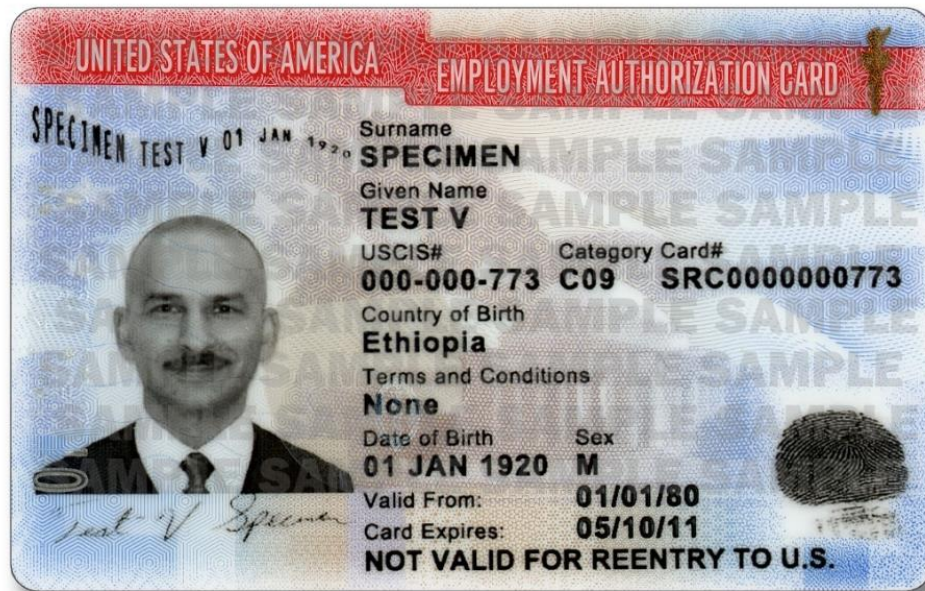 UNITED STATES OF AMERICA EMPLOYMENT AUTHORIZATION CARD
SPECIMEN TEST V 01 JAN 1920
Surname
SPECIMEN
Given Name
TEST V
USCIS# Category Card#
000-000-773 C09 SRC0000000773
Country of Birth
Ethiopia
Terms and Conditions
None
Date of Birth Sex
01 JAN 1920 M
Valid From: 01/01/80
Card Expires: 05/10/11
NOT VALID FOR REENTRY TO U.S.
Test V Specimen
SAMPLE SAMPLE SAMPLE